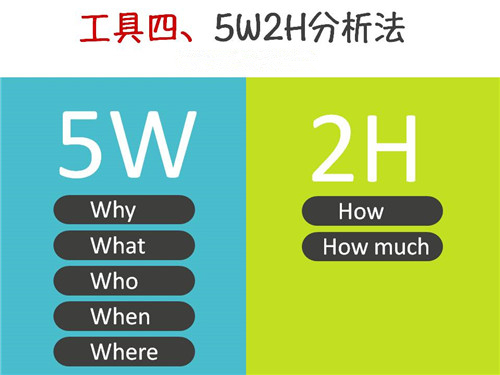 工具四、5W2H分析法
5W
Why
What
Who
When
Where
2H
How
How much